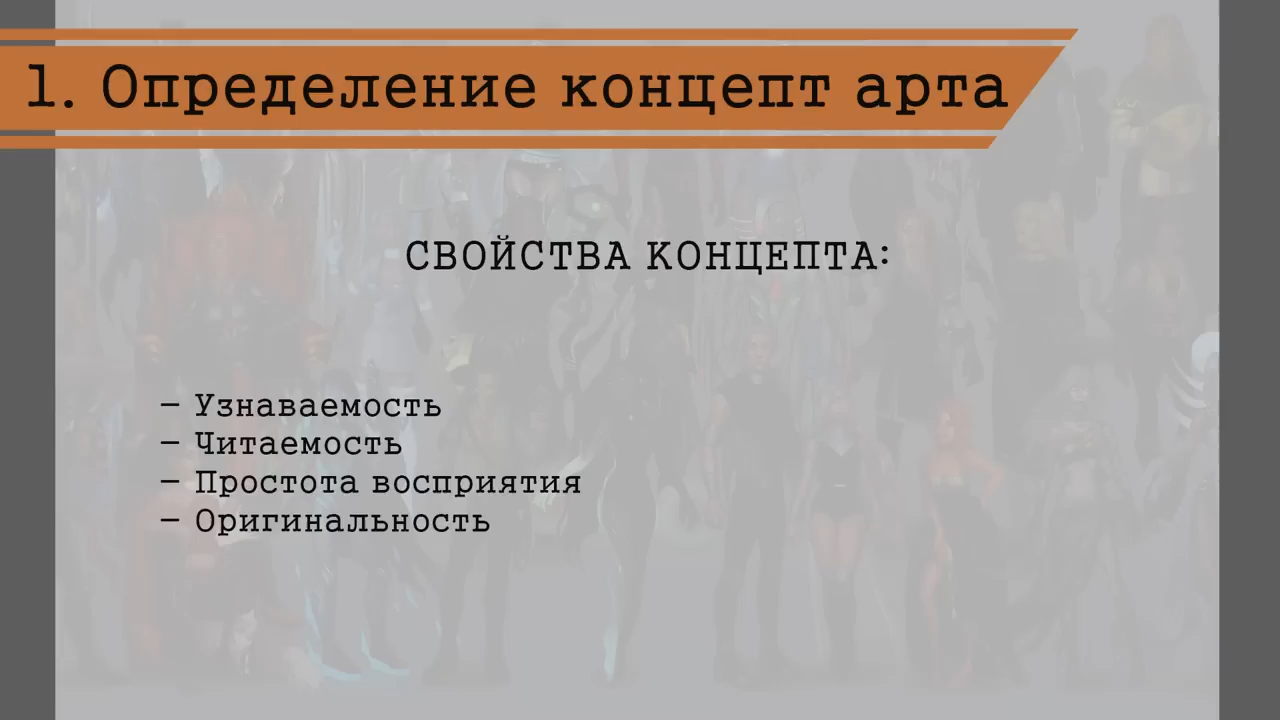 1. Определение концепт арта
СВОЙСТВА КОНЦЕПТА:
– Узнаваемость
– Читаемость
– Простота восприятия
– Оригинальность